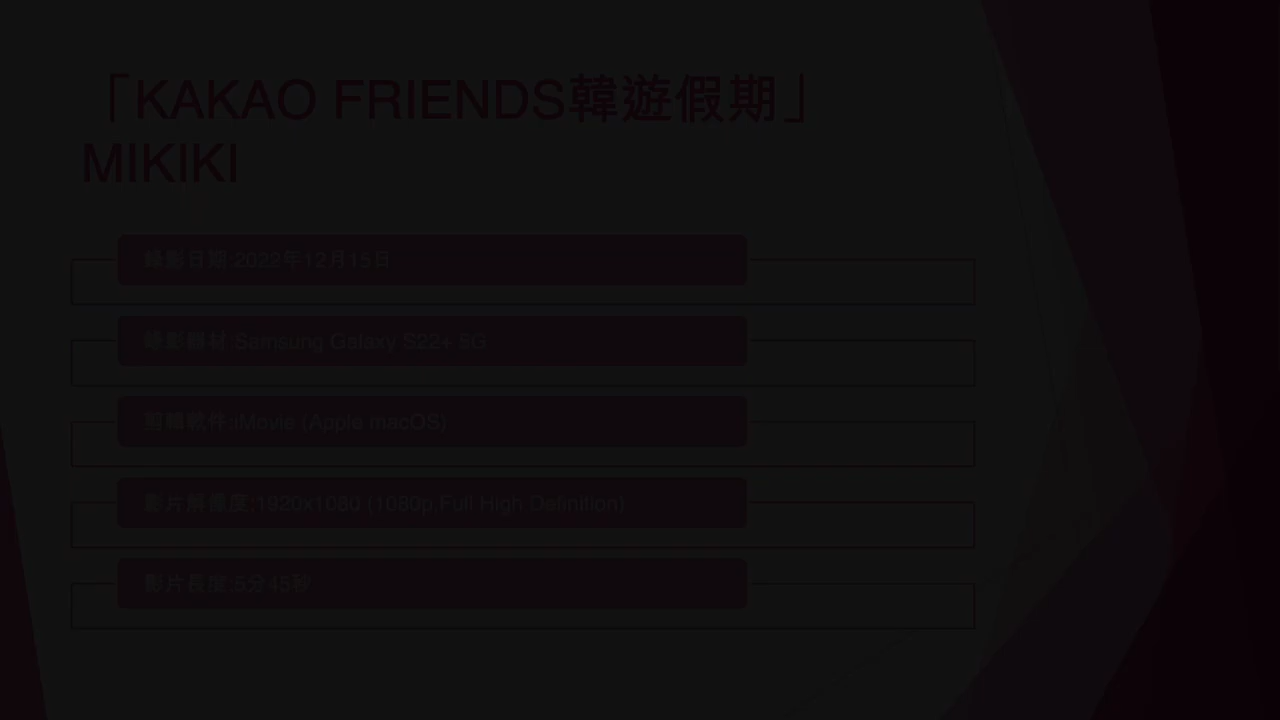 「KAKAO FRIENDS韓遊假期」
MIKIKI
錄影日期:2022年12月15日
錄影器材:Samsung Galaxy S22+ 5G
剪輯軟件:iMovie (Apple macOS)
影片解像度:1920x1080 (1080p Full High Definition)
影片長度:5分45秒